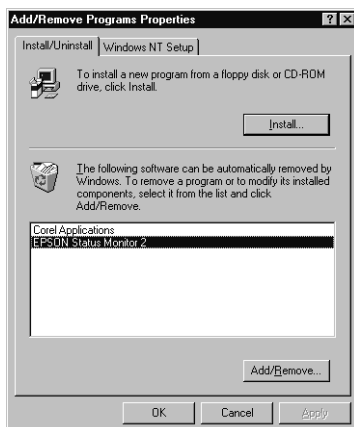 Add/Remove Programs Properties
Install/Uninstall
Windows NT Setup
To install a new program from a floppy disk or CD-ROM
drive, click Install.
Install...
The following software can be automatically removed by
Windows. To remove a program or to modify its installed
components, select it from the list and click
Add/Remove.
Corel Applications
EPSON Status Monitor 2
Add/Remove...
OK
Cancel
Apply